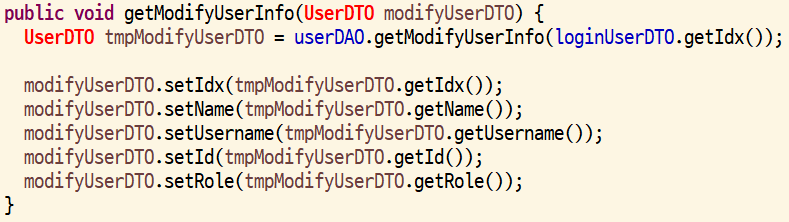 public void getModifyUserInfo(UserDTO modifyUserDTO) {
  UserDTO tmpModifyUserDTO = userDAO.getModifyUserInfo(loginUserDTO.getIdx());

  modifyUserDTO.setIdx(tmpModifyUserDTO.getIdx());
  modifyUserDTO.setName(tmpModifyUserDTO.getName());
  modifyUserDTO.setUsername(tmpModifyUserDTO.getUsername());
  modifyUserDTO.setId(tmpModifyUserDTO.getId());
  modifyUserDTO.setRole(tmpModifyUserDTO.getRole());
}